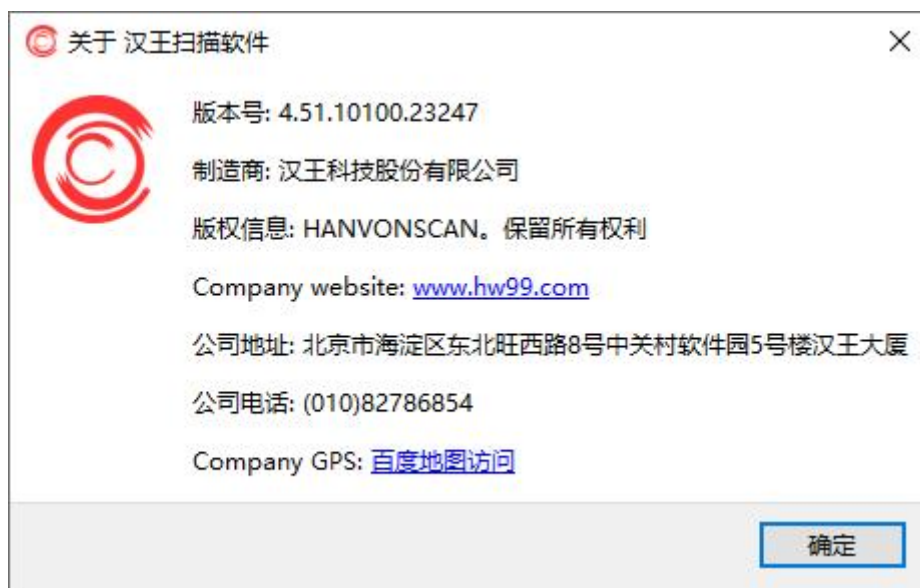 关于 汉王扫描软件
版本号: 4.51.10100.23247
制造商: 汉王科技股份有限公司
版权信息: HANVONSCAN。保留所有权利
Company website: www.hw99.com
公司地址: 北京市海淀区东北旺西路8号中关村软件园5号楼汉王大厦
公司电话: (010)82786854
Company GPS: 百度地图访问
确定